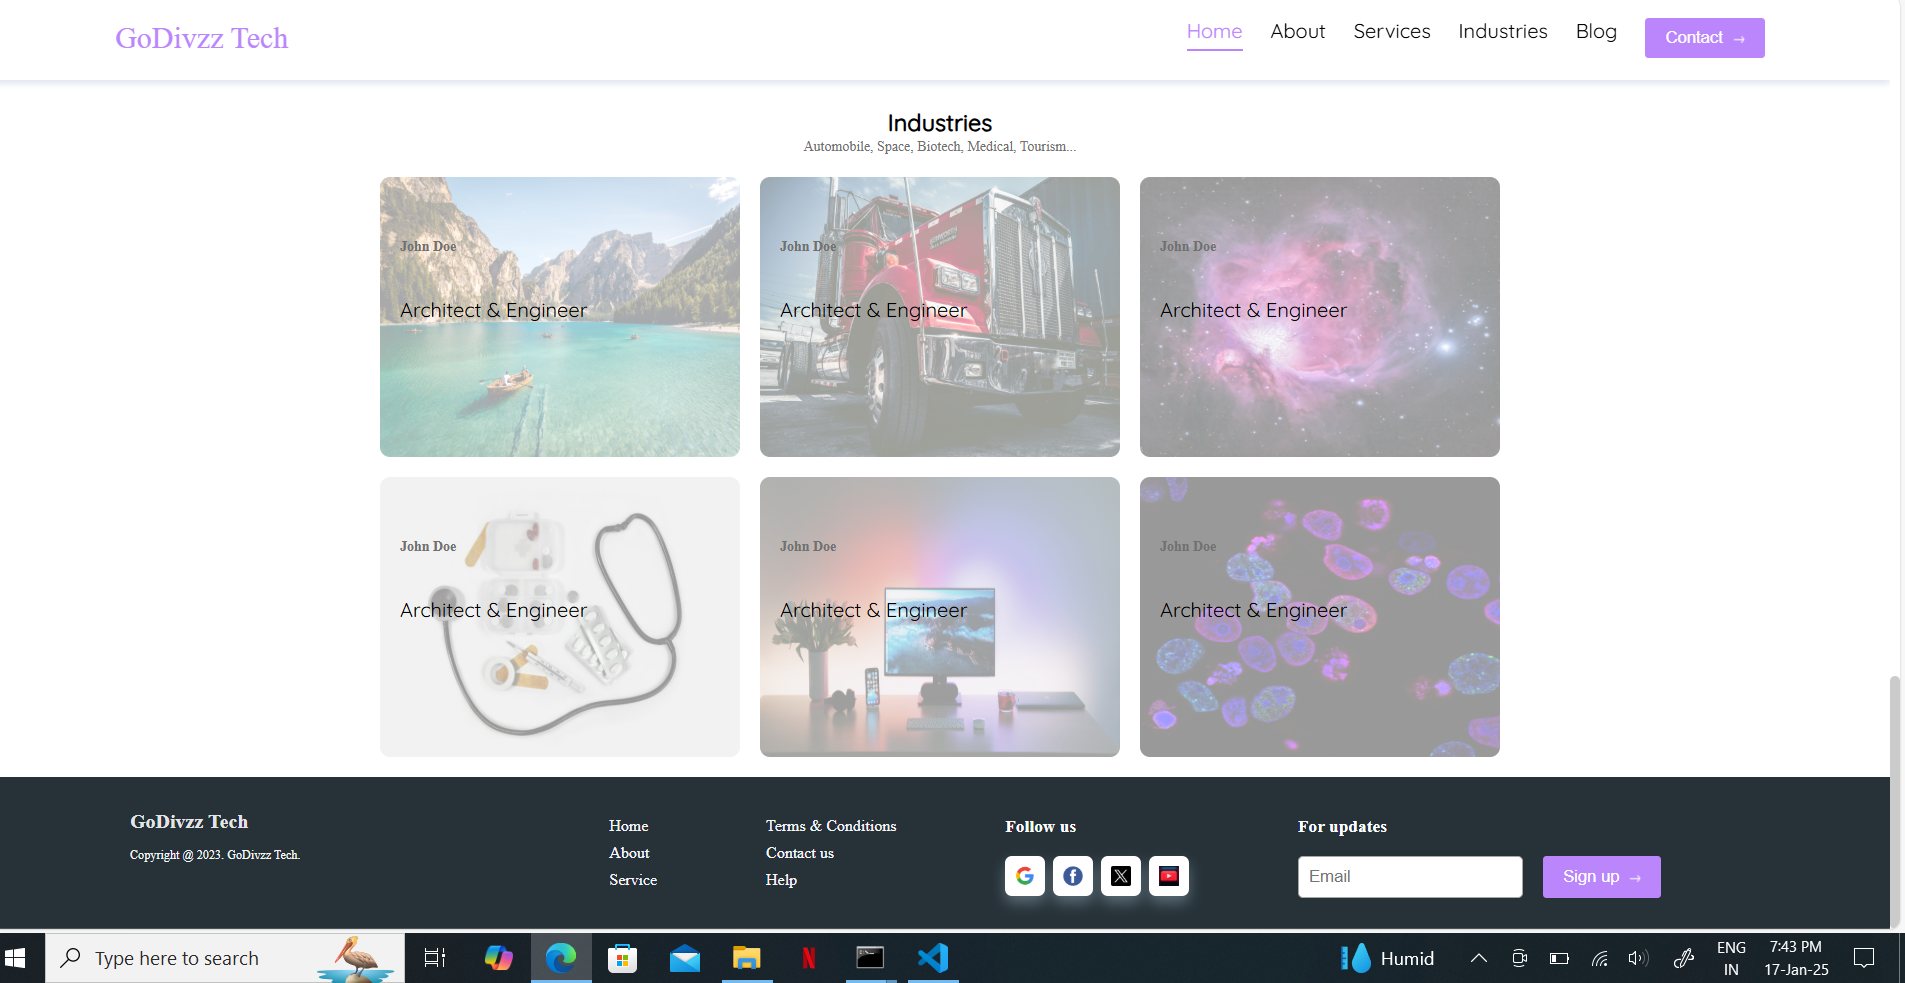 GoDivzz Tech
Home About Services Industries Blog Contact →
Industries
Automobile, Space, Biotech, Medical, Tourism...
John Doe
Architect & Engineer
John Doe
Architect & Engineer
John Doe
Architect & Engineer
John Doe
Architect & Engineer
John Doe
Architect & Engineer
John Doe
Architect & Engineer
GoDivzz Tech
Copyright @ 2023. GoDivzz Tech.
Home
About
Service
Terms & Conditions
Contact us
Help
Follow us
For updates
Email
Sign up →
Type here to search
Humid
ENG
IN
7:43 PM
17-Jan-25